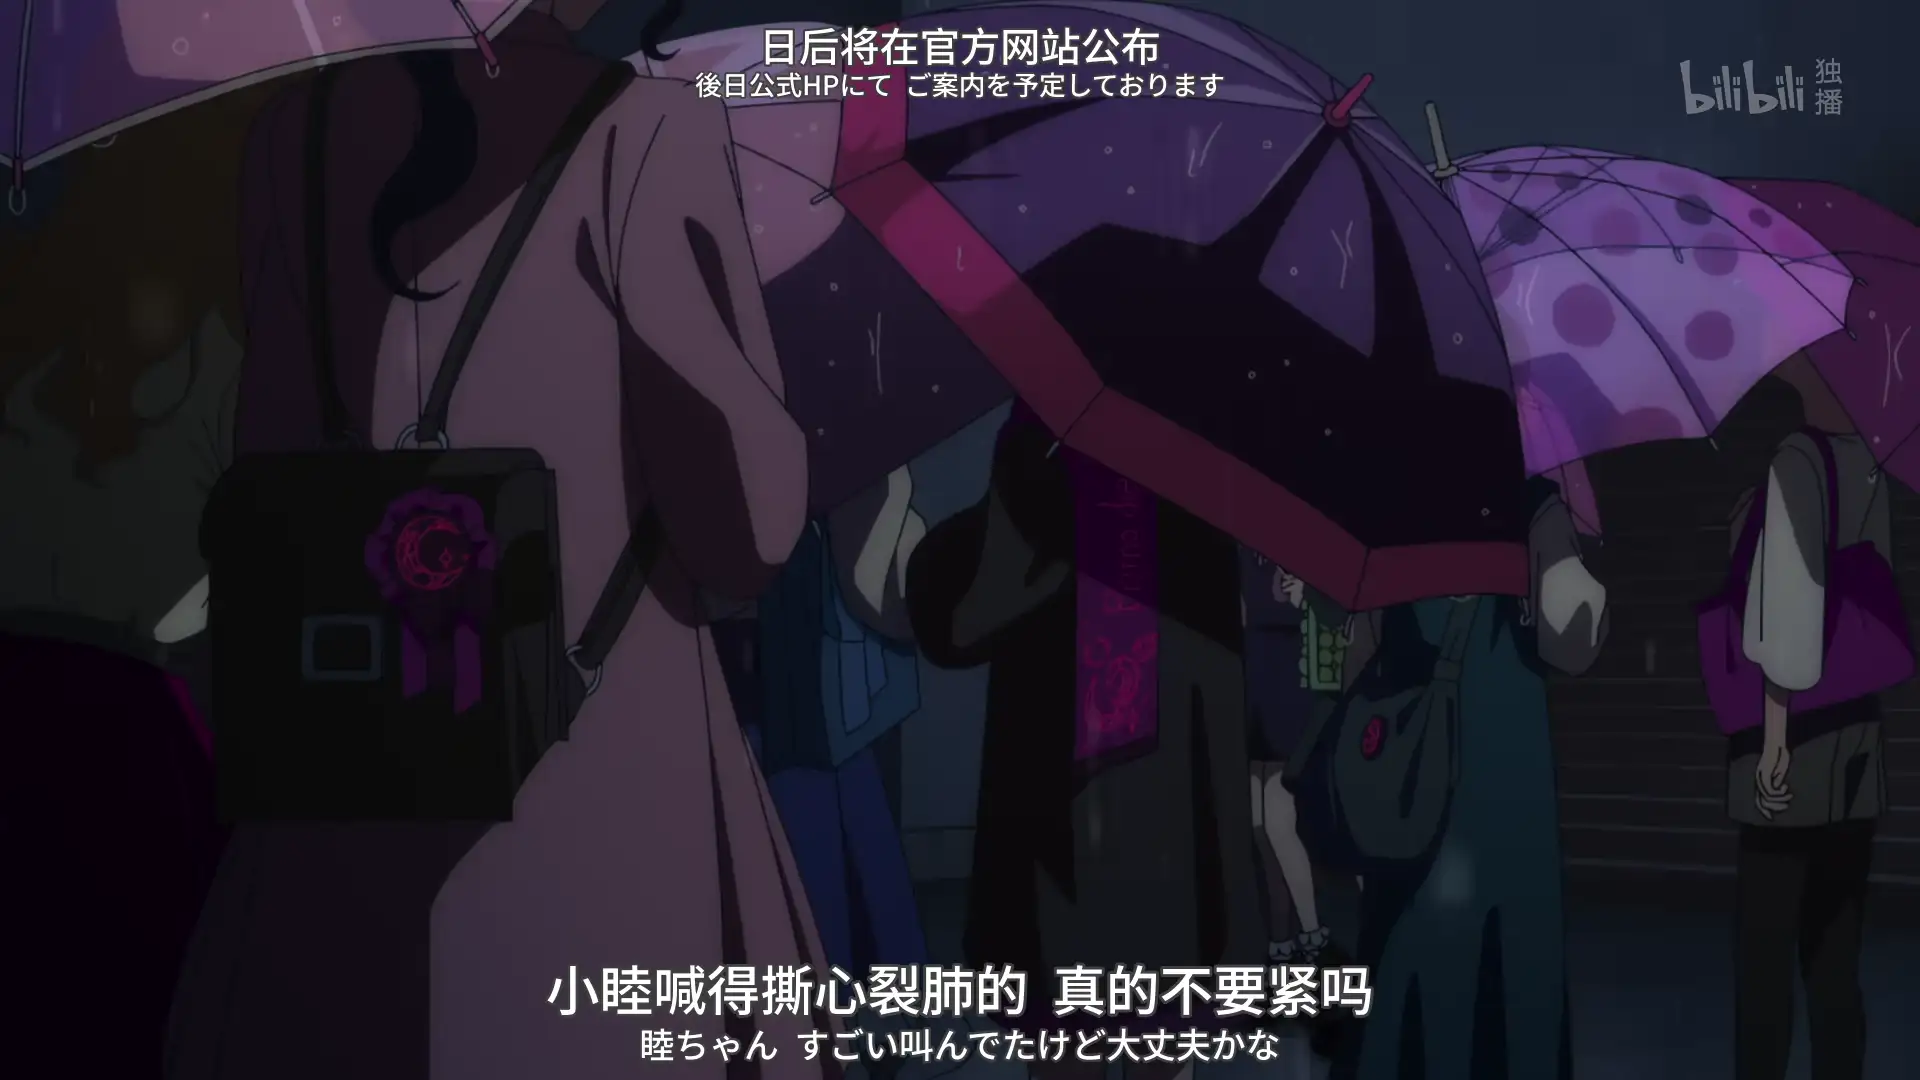 日后将在官方网站公布
後日公式HPにて ご案内を予定しております
bilibili 独播
小睦喊得撕心裂肺的 真的不要紧吗
睦ちゃん すごい叫んでたけど大丈夫かな